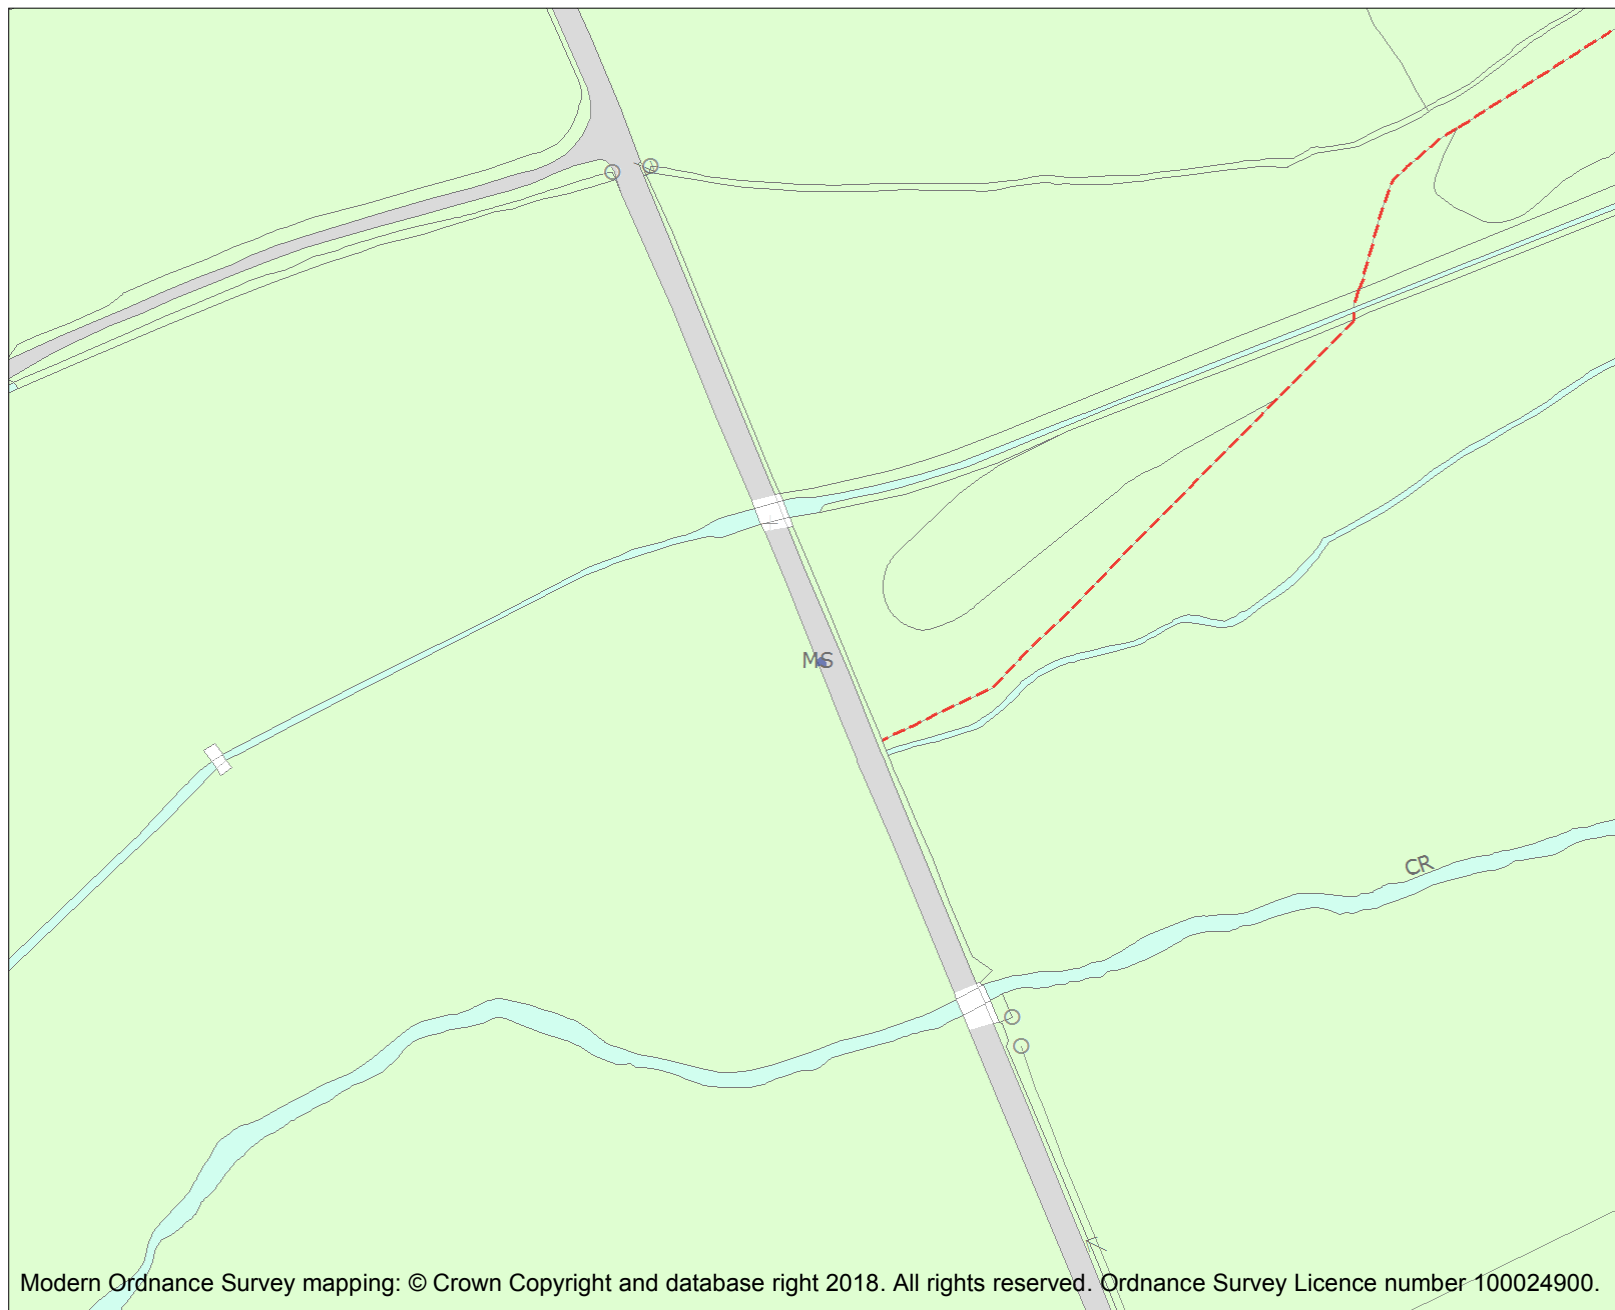 MS
CR
Modern Ordnance Survey mapping: © Crown Copyright and database right 2018. All rights reserved. Ordnance Survey Licence number 100024900.